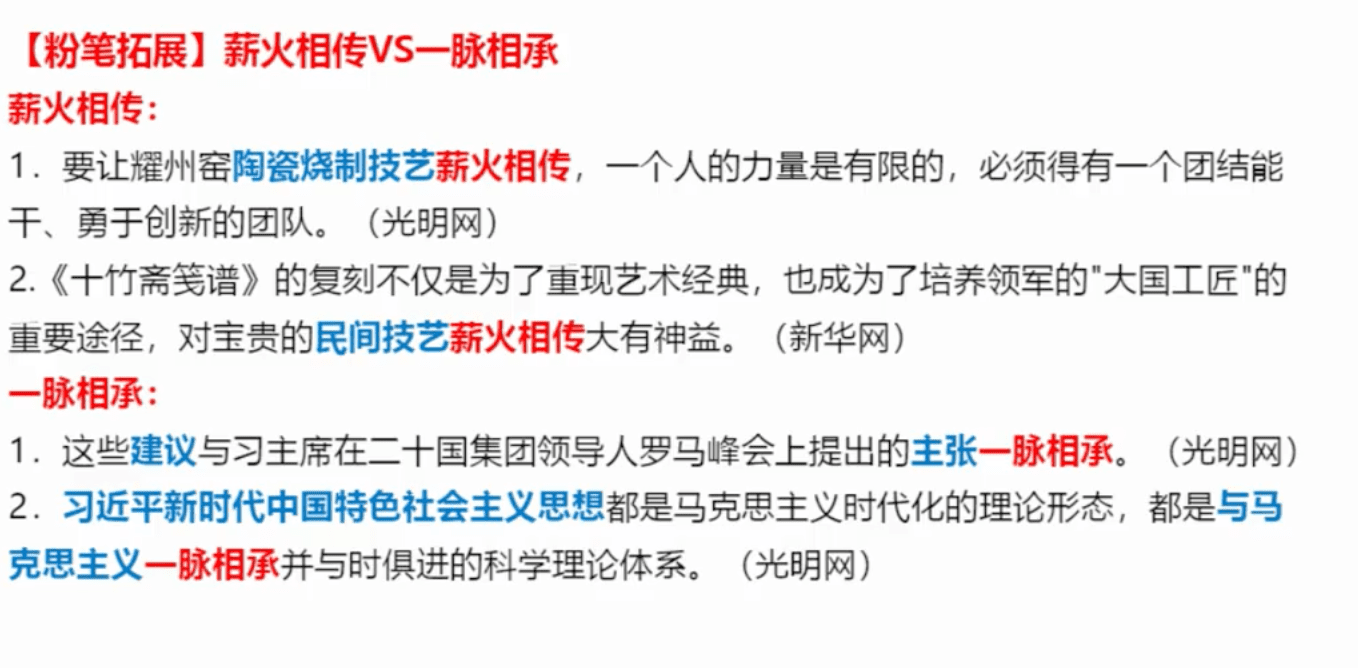 【粉笔拓展】薪火相传VS一脉相承
薪火相传：
1．要让耀州窑陶瓷烧制技艺薪火相传，一个人的力量是有限的，必须得有一个团结能
干、勇于创新的团队。（光明网）
2.《十竹斋笺谱》的复刻不仅是为了重现艺术经典，也成为了培养领军的"大国工匠"的
重要途径，对宝贵的民间技艺薪火相传大有神益。（新华网）
一脉相承：
1．这些建议与习主席在二十国集团领导人罗马峰会上提出的主张一脉相承。（光明网）
2．习近平新时代中国特色社会主义思想都是马克思主义时代化的理论形态，都是与马
克思主义一脉相承并与时俱进的科学理论体系。（光明网）